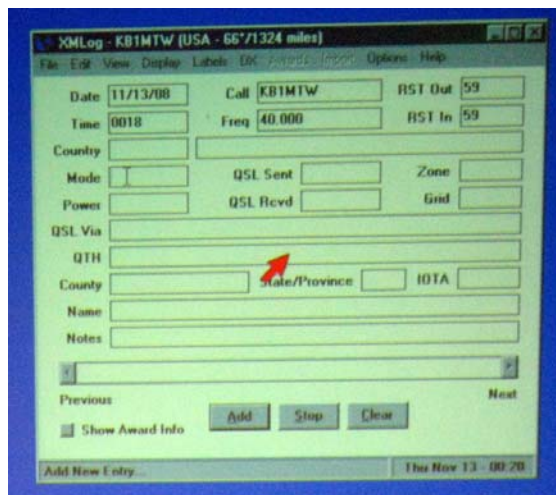 XMLog - KB1MTW (USA - 66°/1324 miles)
File Edit View Display Labels DX Awards Import Options Help
Date 11/13/08 Call KB1MTW RST Out 59
Time 0018 Freq 40.000 RST In 59
Country
Mode QSL Sent Zone
Power QSL Rcvd Grid
QSL Via
QTH
County State/Province IOTA
Name
Notes
Previous Next
Add Stop Clear
Show Award Info
Add New Entry... Thu Nov 13 - 00:20